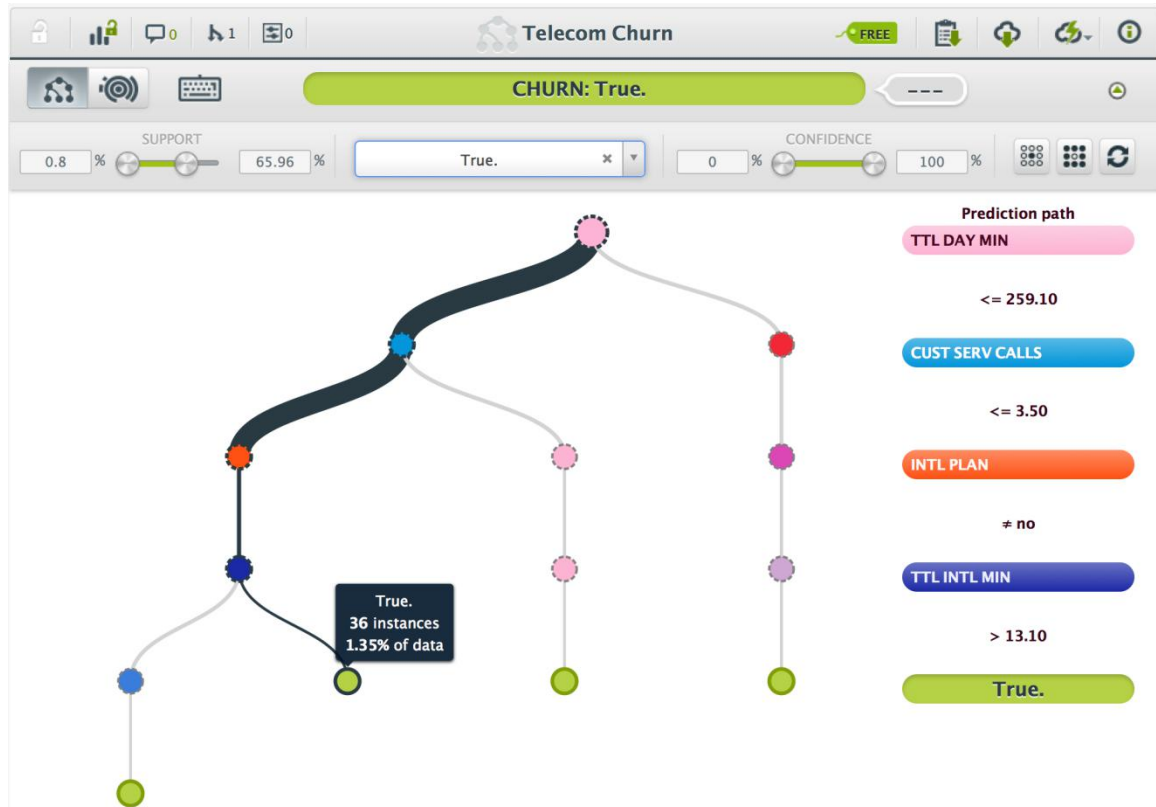 0 1 0 Telecom Churn FREE
CHURN: True. ---
SUPPORT CONFIDENCE
0.8 % 65.96 % True. × 0 % 100 %
Prediction path
TTL DAY MIN
<= 259.10
CUST SERV CALLS
<= 3.50
INTL PLAN
≠ no
TTL INTL MIN
True.
36 instances
1.35% of data
> 13.10
True.